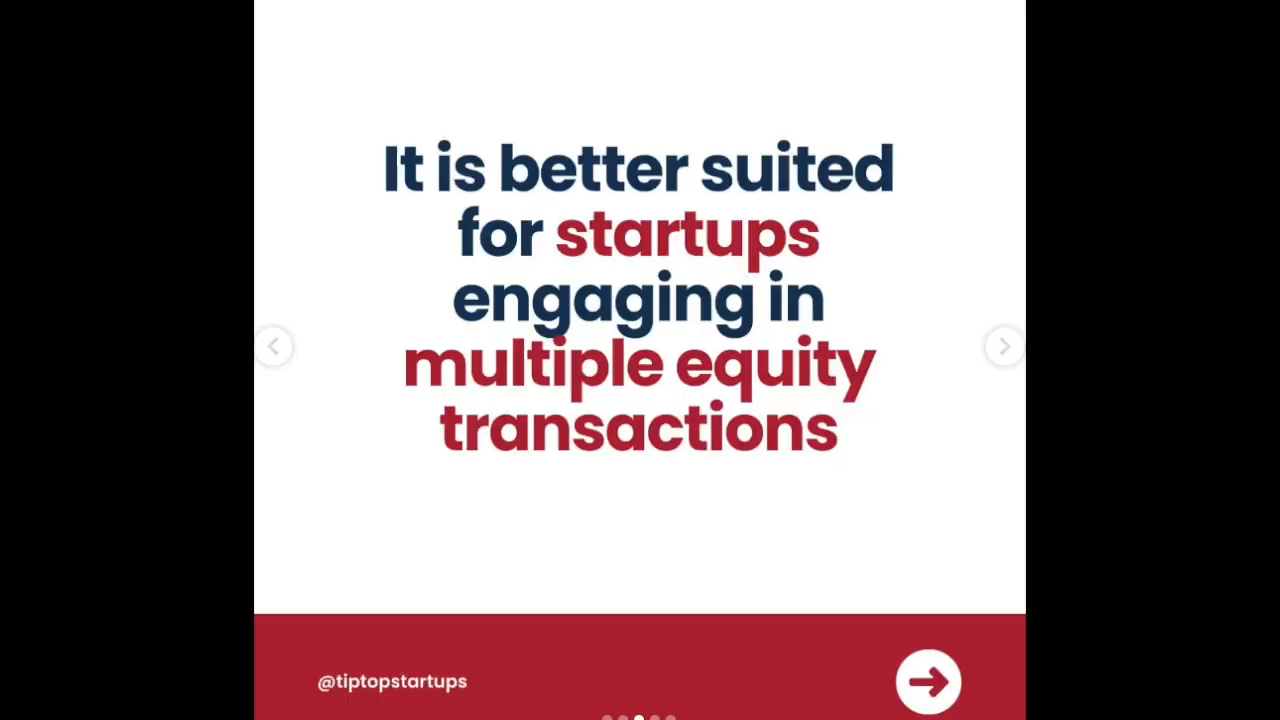 It is better suited
for startups
engaging in
multiple equity
transactions
@tiptopstartups